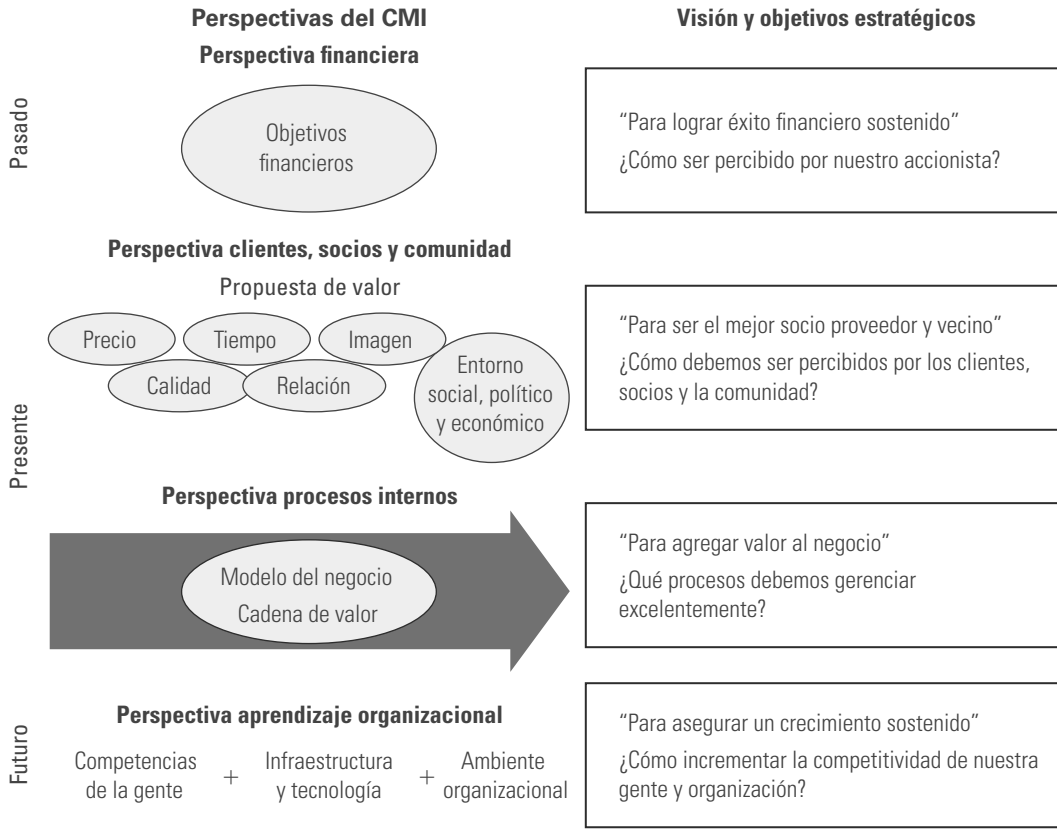 Perspectivas del CMI
Visión y objetivos estratégicos
Perspectiva financiera
Pasado
Objetivos
financieros
“Para lograr éxito financiero sostenido”
¿Cómo ser percibido por nuestro accionista?
Perspectiva clientes, socios y comunidad
Propuesta de valor
Presente
Precio
Tiempo
Imagen
Calidad
Relación
Entorno
social, político
y económico
“Para ser el mejor socio proveedor y vecino”
¿Cómo debemos ser percibidos por los clientes,
socios y la comunidad?
Perspectiva procesos internos
Modelo del negocio
Cadena de valor
“Para agregar valor al negocio”
¿Qué procesos debemos gerenciar
excelentemente?
Futuro
Perspectiva aprendizaje organizacional
Competencias
de la gente
+
Infraestructura
y tecnología
+
Ambiente
organizacional
“Para asegurar un crecimiento sostenido”
¿Cómo incrementar la competitividad de nuestra
gente y organización?